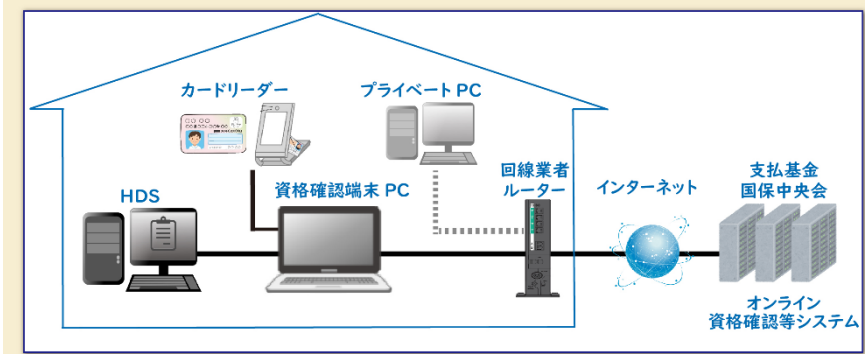 カードリーダー
プライベートPC
回線業者
ルーター
インターネット
支払基金
国保中央会
HDS
資格確認端末 PC
オンライン
資格確認等システム